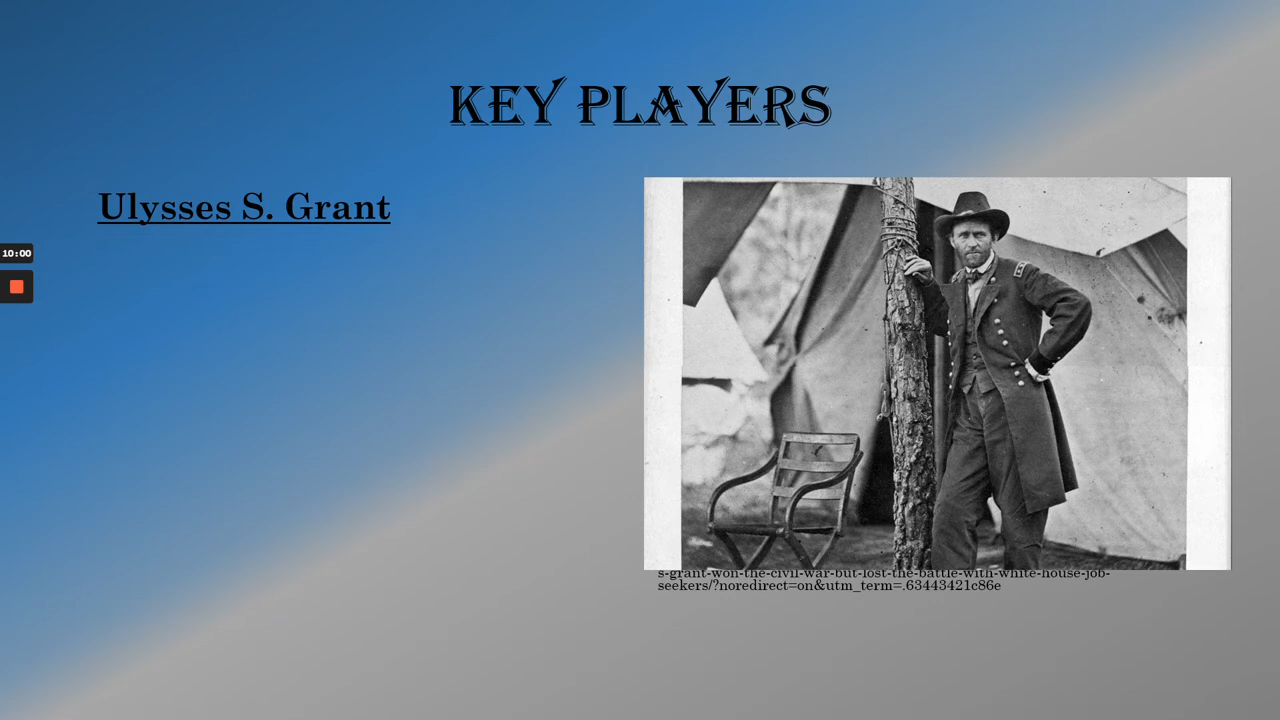 KEY PLAYERS
Ulysses S. Grant
10:00
s-grant-won-the-civil-war-but-lost-the-battle-with-white-house-job-
seekers/?noredirect=on&utm_term=.63443421c86e